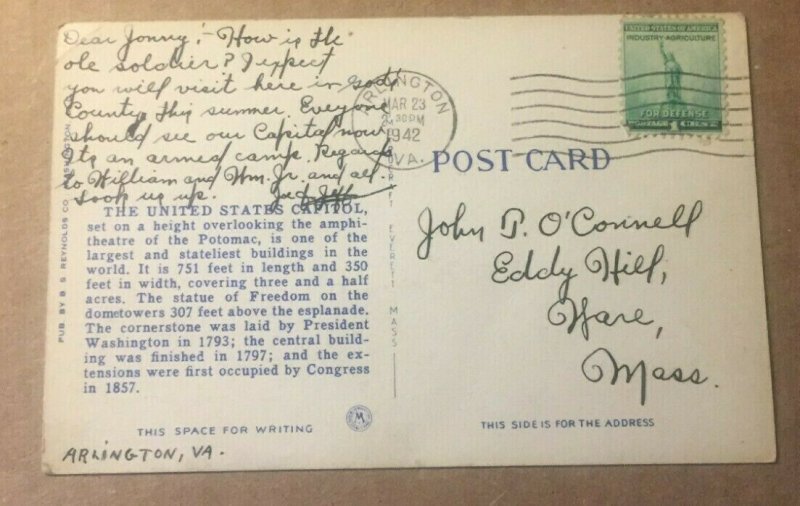 Dear Jonny:- How is the
ole soldier? I expect
you will visit here in God's
Country this summer. Everyone
should see our Capital now
Its an armed camp. Regards
to William and Wm. Jr. and all.
Look us up.
THE UNITED STATES CAPITOL,
set on a height overlooking the amphi-
theatre of the Potomac, is one of the
largest and stateliest buildings in the
world. It is 751 feet in length and 350
feet in width, covering three and a half
acres. The statue of Freedom on the
dometowers 307 feet above the esplanade.
The cornerstone was laid by President
Washington in 1793; the central build-
ing was finished in 1797; and the ex-
tensions were first occupied by Congress
in 1857.
THIS SPACE FOR WRITING
ARLINGTON, VA.
PUB. BY B. S. REYNOLDS CO. WASHINGTON
EVERETT MASS
ARLINGTON
MAR 23
30 PM
1942
VA.
UNITED STATES OF AMERICA
INDUSTRY-AGRICULTURE
FOR DEFENSE
POST CARD
John T. O'Connell
Eddy Hill,
Ware,
Mass.
THIS SIDE IS FOR THE ADDRESS